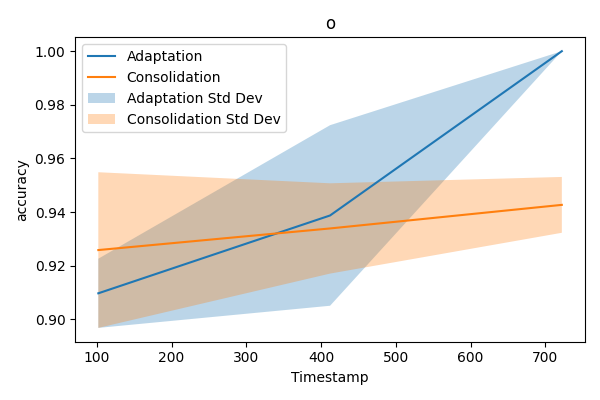 o
Adaptation
Consolidation
Adaptation Std Dev
Consolidation Std Dev
accuracy
1.00
0.98
0.96
0.94
0.92
0.90
100 200 300 400 500 600 700
Timestamp